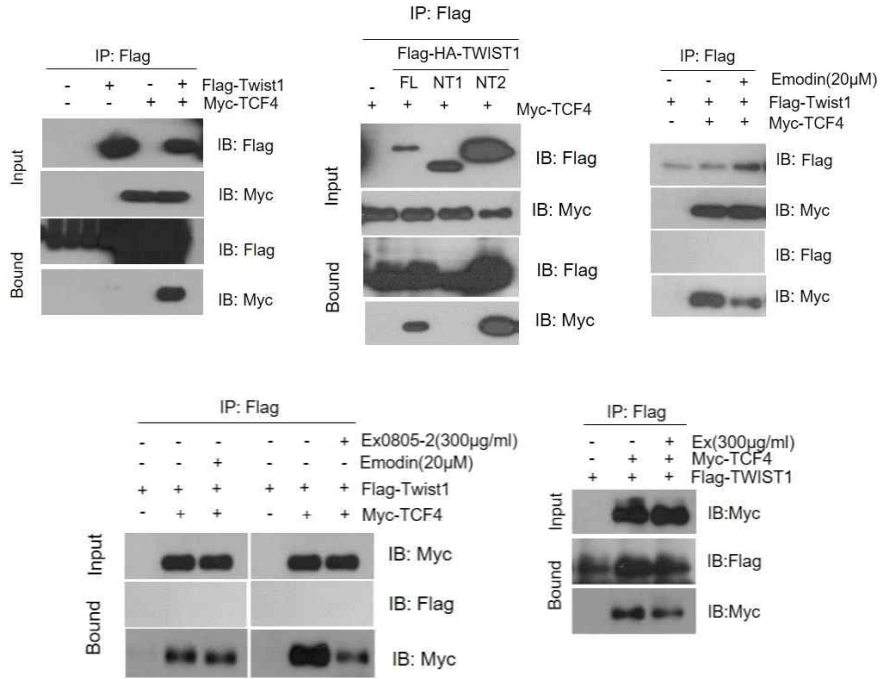 IP: Flag
- + - + Flag-Twist1
- - + + Myc-TCF4
Input
IB: Flag
IB: Myc
Bound
IB: Flag
IB: Myc
IP: Flag
Flag-HA-TWIST1
- FL NT1 NT2
+ + + + Myc-TCF4
Input
IB: Flag
IB: Myc
Bound
IB: Flag
IB: Myc
IP: Flag
- - + Emodin(20μM)
+ + + Flag-Twist1
- + + Myc-TCF4
IB: Flag
IB: Myc
IB: Flag
IB: Myc
IP: Flag
- - - - - + Ex0805-2(300μg/ml)
- - + - - - Emodin(20μM)
+ + + + + + Flag-Twist1
- + + - + + Myc-TCF4
Input
IB: Myc
Bound
IB: Flag
IB: Myc
IP: Flag
- - + Ex(300μg/ml)
- + + Myc-TCF4
+ + + Flag-TWIST1
Input
IB:Myc
Bound
IB:Flag
IB:Myc